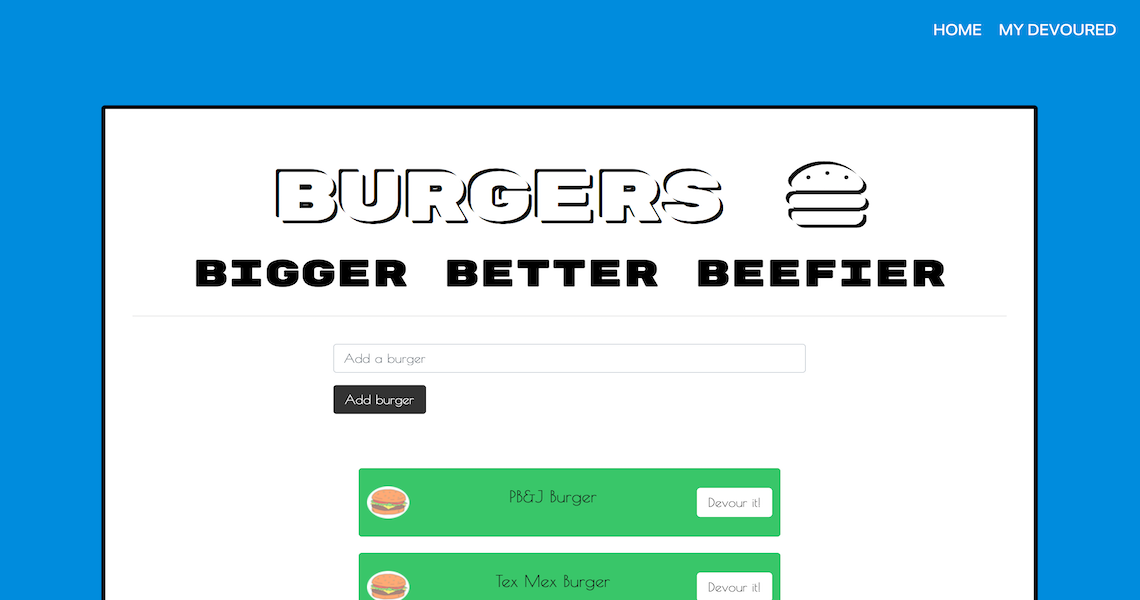 HOME MY DEVOURED
BURGERS
BIGGER BETTER BEEFIER
Add a burger
Add burger
PB&J Burger
Devour it!
Tex Mex Burger
Devour it!